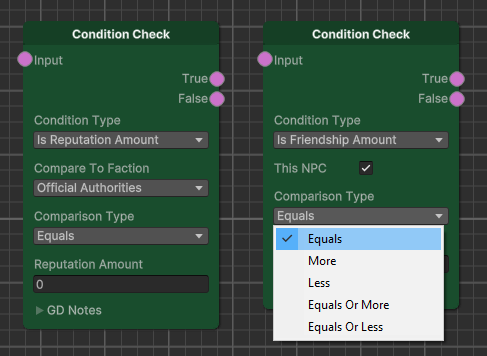 Condition Check
Input
True
False
Condition Type
Is Reputation Amount
Compare To Faction
Official Authorities
Comparison Type
Equals
Reputation Amount
0
GD Notes
Condition Check
Input
True
False
Condition Type
Is Friendship Amount
This NPC
Comparison Type
Equals
Equals
More
Less
Equals Or More
Equals Or Less